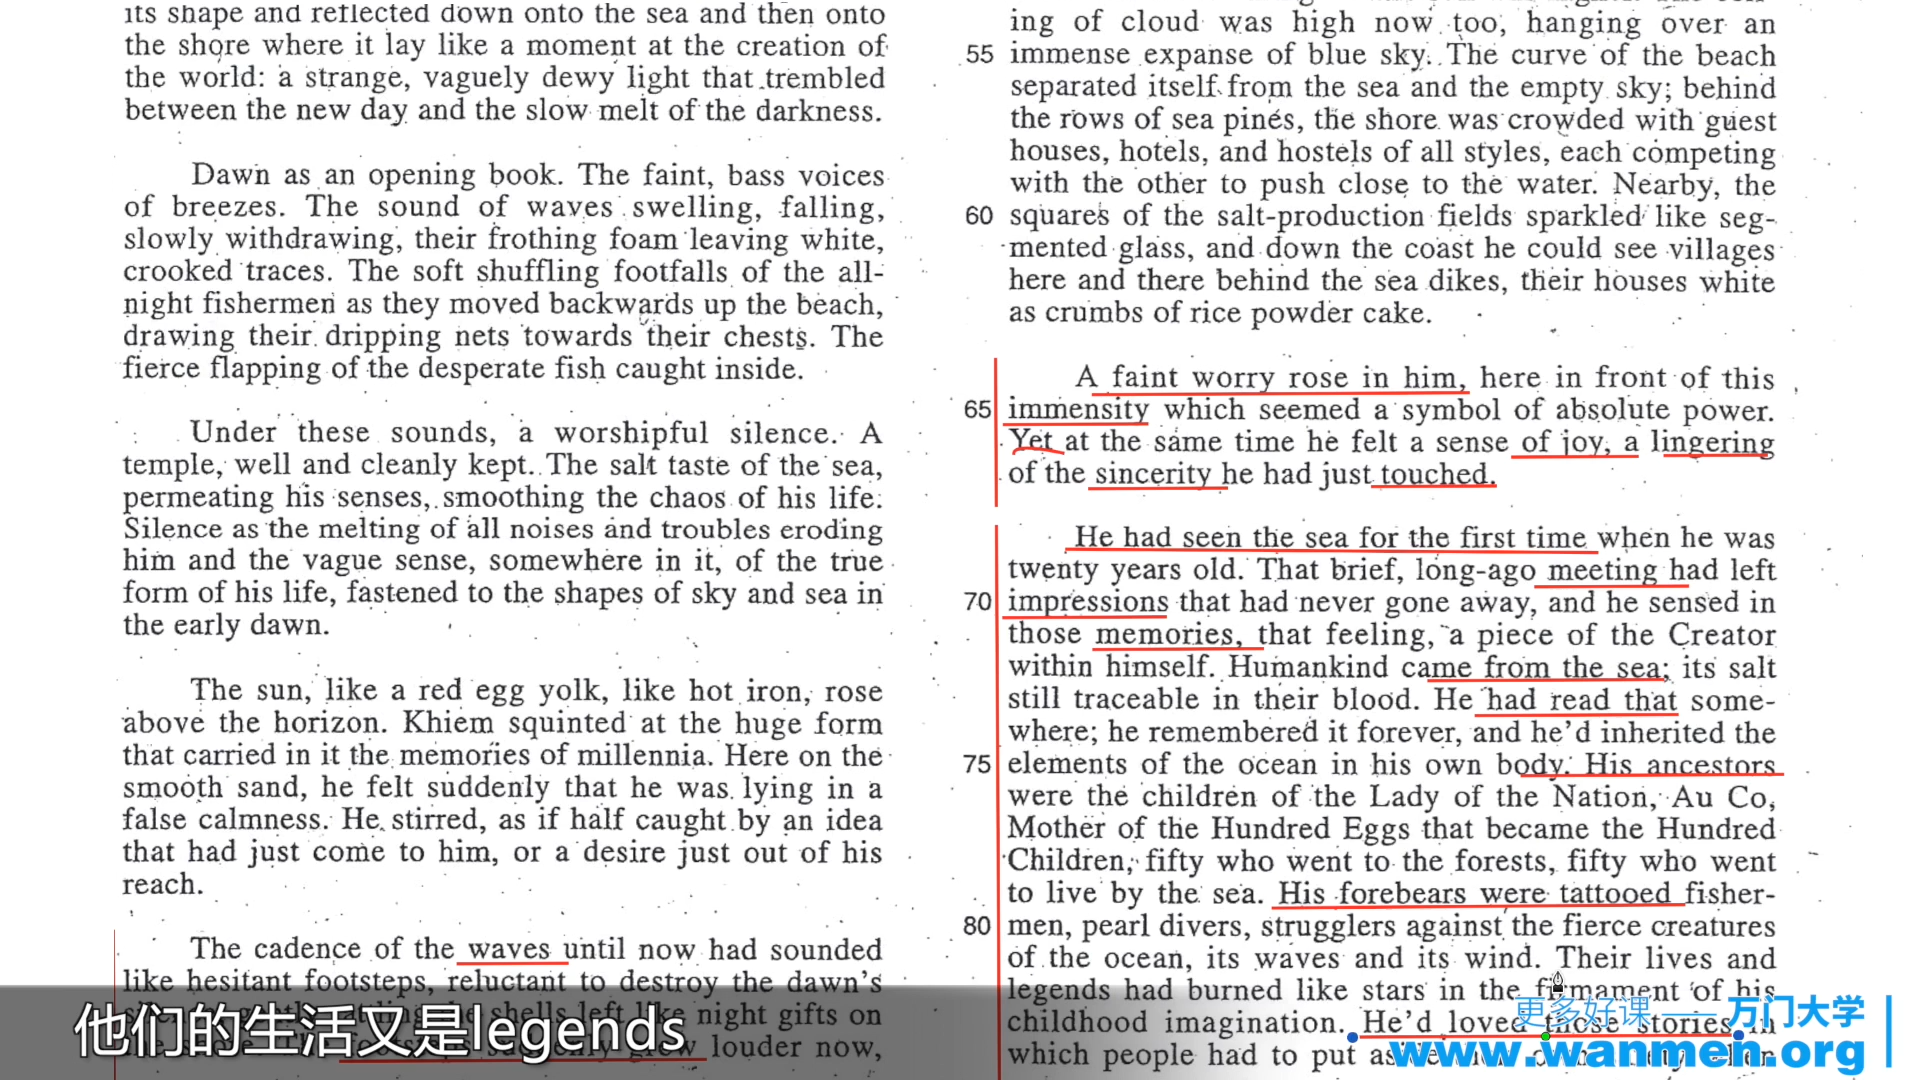 its shape and reflected down onto the sea and then onto
the shore where it lay like a moment at the creation of
the world: a strange, vaguely dewy light that trembled
between the new day and the slow melt of the darkness.
Dawn as an opening book. The faint, bass voices
of breezes. The sound of waves swelling, falling,
slowly withdrawing, their frothing foam leaving white,
crooked traces. The soft shuffling footfalls of the all-
night fishermen as they moved backwards up the beach,
drawing their dripping nets towards their chests. The
fierce flapping of the desperate fish caught inside.
Under these sounds, a worshipful silence. A
temple, well and cleanly kept. The salt taste of the sea,
permeating his senses, smoothing the chaos of his life.
Silence as the melting of all noises and troubles eroding
him and the vague sense, somewhere in it, of the true
form of his life, fastened to the shapes of sky and sea in
the early dawn.
The sun, like a red egg yolk, like hot iron, rose
above the horizon. Khiem squinted at the huge form
that carried in it the memories of millennia. Here on the
smooth sand, he felt suddenly that he was lying in a
false calmness. He stirred, as if half caught by an idea
that had just come to him, or a desire just out of his
reach.
The cadence of the waves until now had sounded
like hesitant footsteps, reluctant to destroy the dawn's
shells left like night gifts on
louder now,
ing of cloud was high now too, hanging over an
55 immense expanse of blue sky. The curve of the beach
separated itself from the sea and the empty sky; behind
the rows of sea pines, the shore was crowded with guest
houses, hotels, and hostels of all styles, each competing
with the other to push close to the water. Nearby, the
60 squares of the salt-production fields sparkled like seg-
mented glass, and down the coast he could see villages
here and there behind the sea dikes, their houses white
as crumbs of rice powder cake.
A faint worry rose in him, here in front of this
65 immensity which seemed a symbol of absolute power.
Yet at the same time he felt a sense of joy, a lingering
of the sincerity he had just touched.
He had seen the sea for the first time when he was
twenty years old. That brief, long-ago meeting had left
70 impressions that had never gone away, and he sensed in
those memories, that feeling, a piece of the Creator
within himself. Humankind came from the sea; its salt
still traceable in their blood. He had read that some-
where; he remembered it forever, and he'd inherited the
75 elements of the ocean in his own body. His ancestors
were the children of the Lady of the Nation, Au Co,
Mother of the Hundred Eggs that became the Hundred
Children, fifty who went to the forests, fifty who went
to live by the sea. His forebears were tattooed fisher-
80 men, pearl divers, strugglers against the fierce creatures
of the ocean, its waves and its wind. Their lives and
legends had burned like stars in the firmament of his
childhood imagination. He'd loved those stories in
which people had to put
他们的生活又是legends
更多好课 —— 万门大学
www.wanmen.org